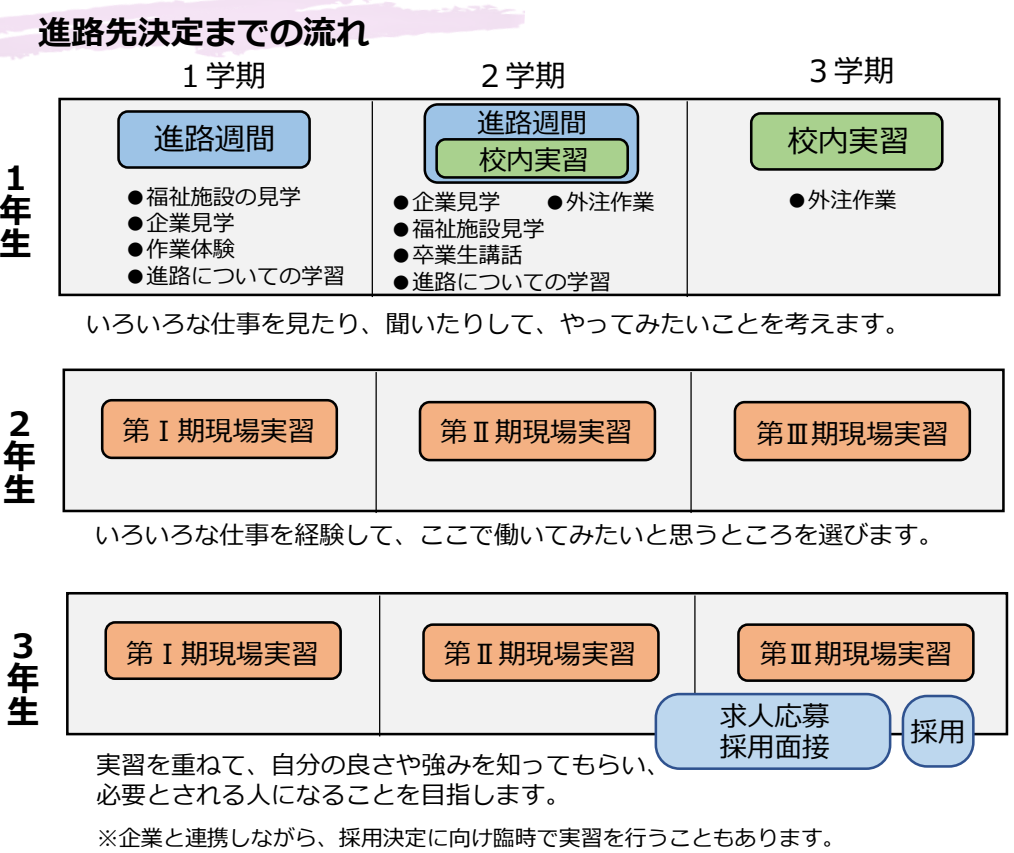 進路先決定までの流れ
１学期
２学期
３学期
1年生
進路週間
●福祉施設の見学
●企業見学
●作業体験
●進路についての学習
進路週間
校内実習
●企業見学　●外注作業
●福祉施設見学
●卒業生講話
●進路についての学習
校内実習
●外注作業
いろいろな仕事を見たり、聞いたりして、やってみたいことを考えます。
2年生
第Ⅰ期現場実習
第Ⅱ期現場実習
第Ⅲ期現場実習
いろいろな仕事を経験して、ここで働いてみたいと思うところを選びます。
3年生
第Ⅰ期現場実習
第Ⅱ期現場実習
第Ⅲ期現場実習
求人応募
採用面接
採用
実習を重ねて、自分の良さや強みを知ってもらい、
必要とされる人になることを目指します。
※企業と連携しながら、採用決定に向け臨時で実習を行うこともあります。